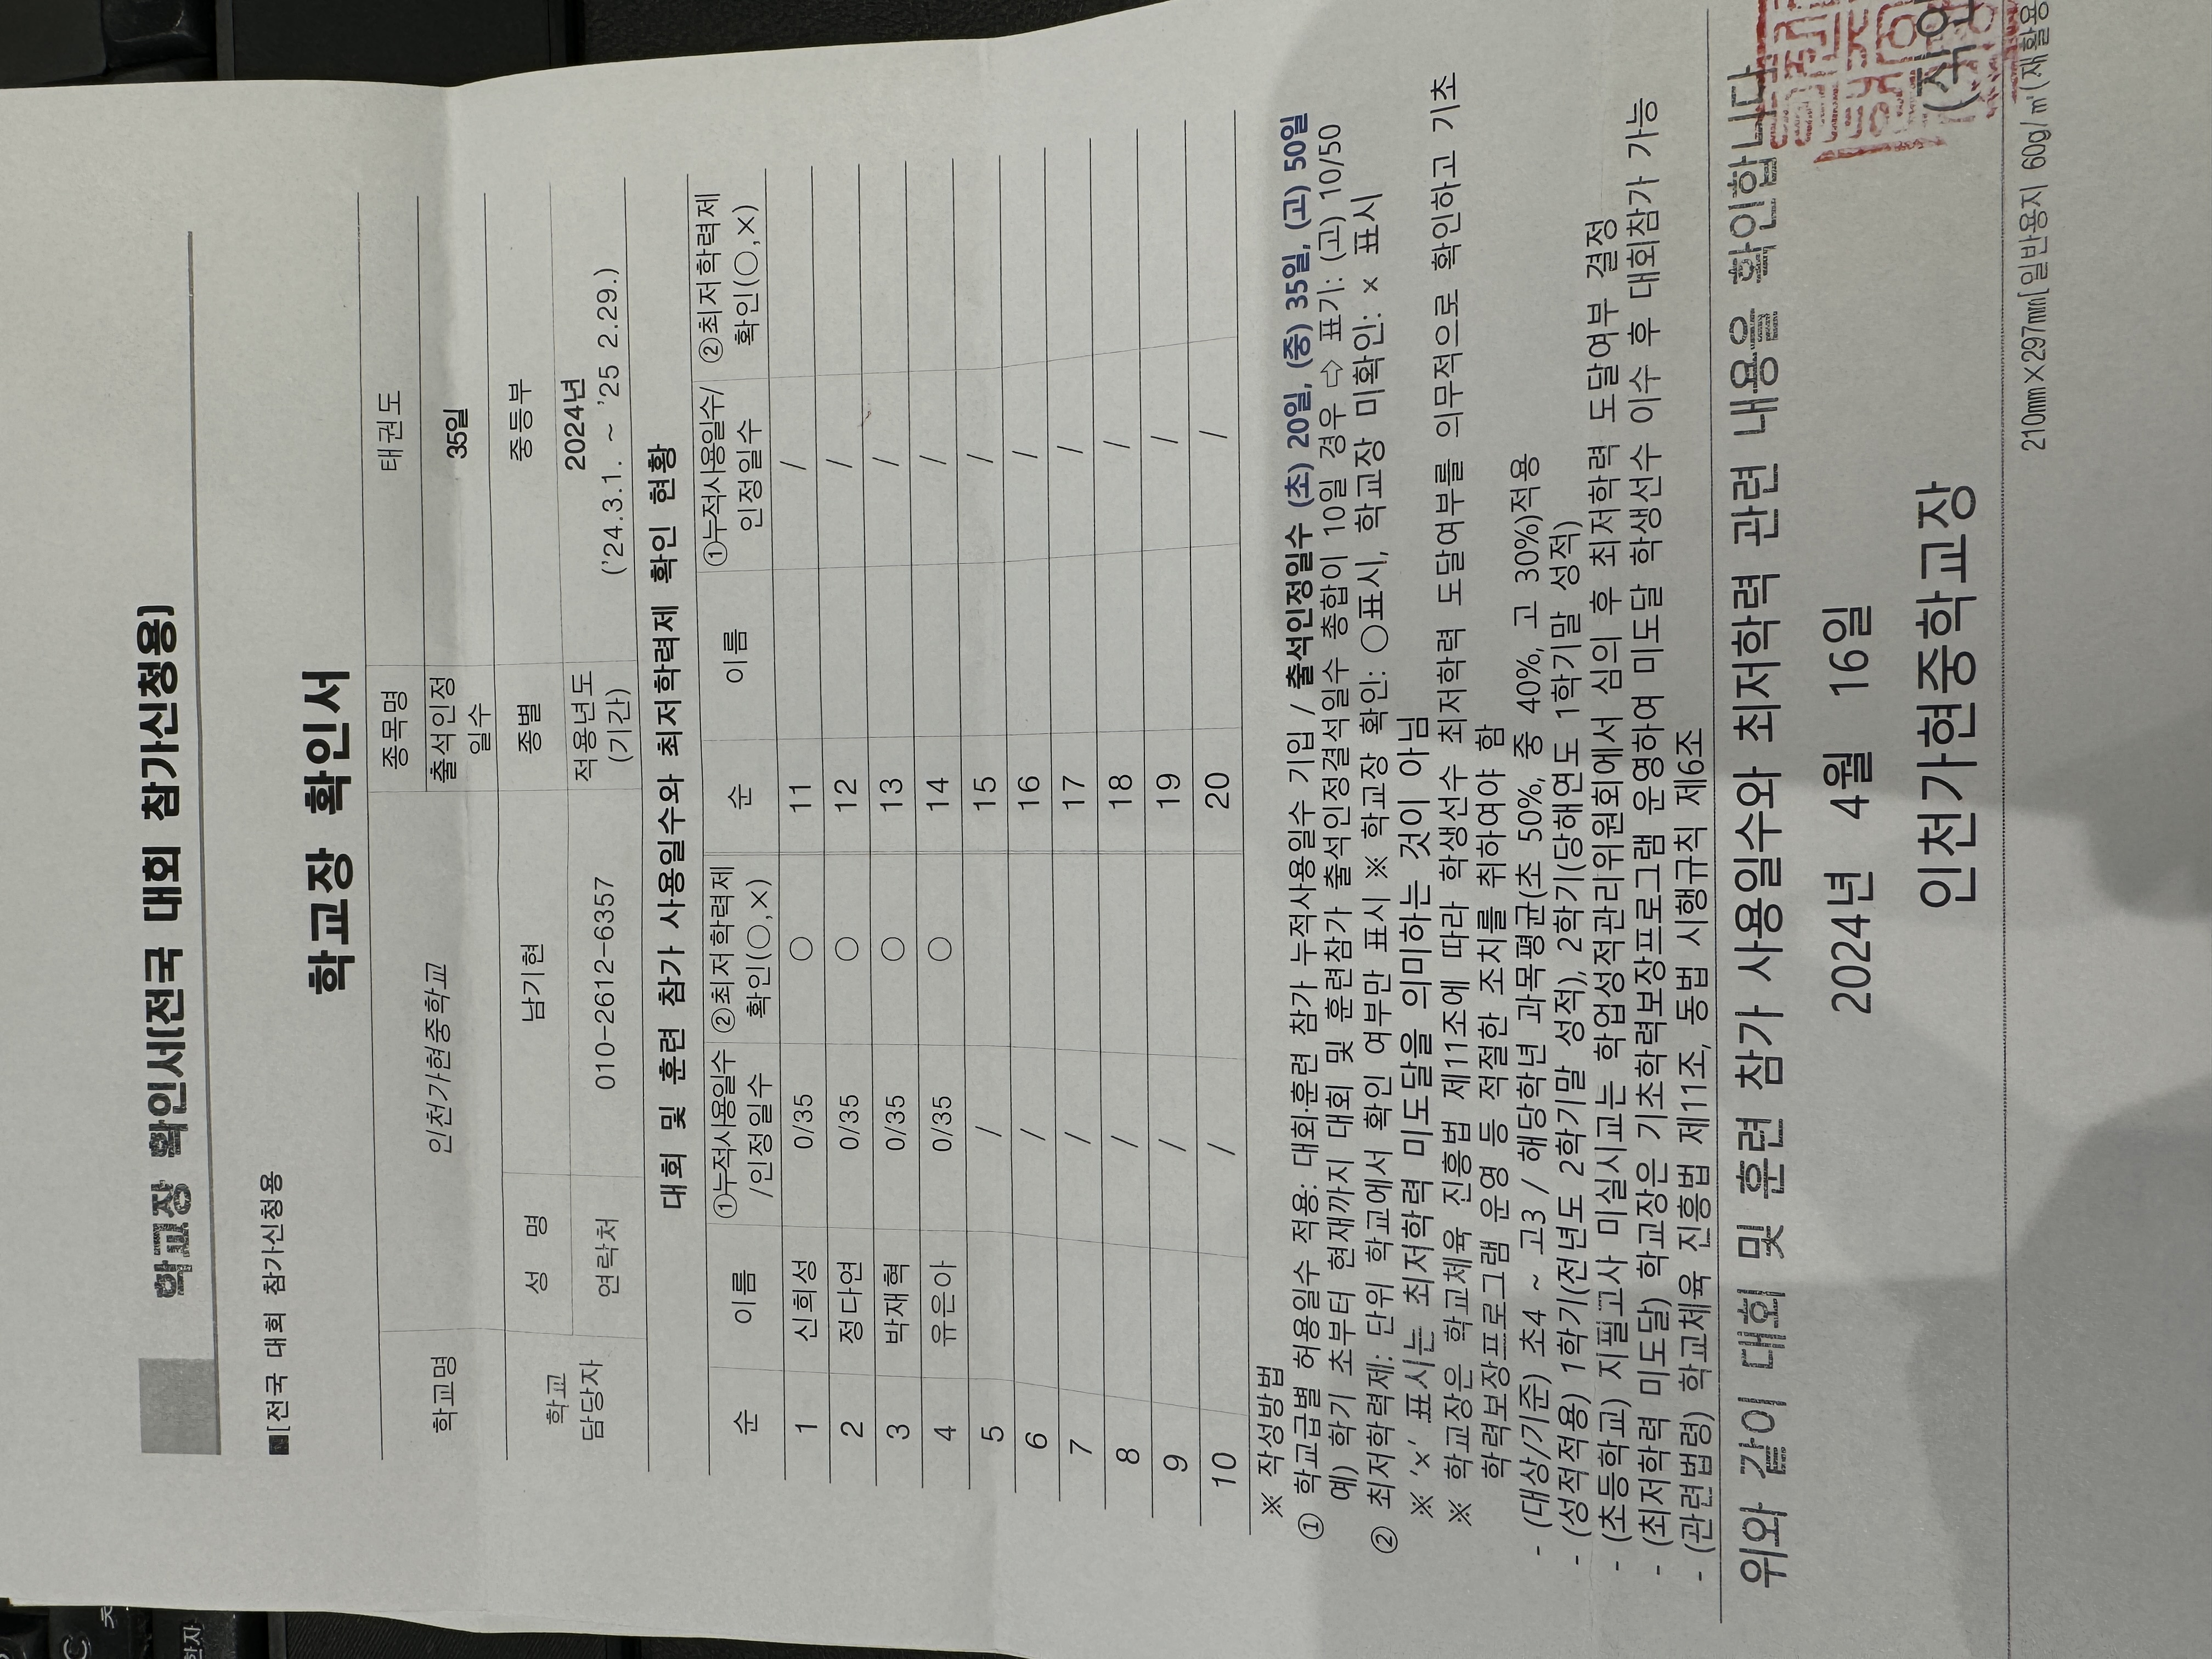 학교장 확인서(전국 대회 참가신청용)
■[전국 대회 참가신청용
학교장 확인서
학교명 인천가현중학교 종목명 태권도
출석인정 일수 35일
학교 담당자 성 명 남기현 종별 중등부
연락처 010-2612-6357 적용년도 (기간) 2024년 ('24.3.1. ~ '25 2.29.)
대회 및 훈련 참가 사용일수와 최저학력제 확인 현황
순 이름 ①누적사용일수 /인정일수 ②최저학력제 확인(○,×) 순 이름 ①누적사용일수/ 인정일수 ②최저학력제 확인(○,×)
1 신희성 0/35 ○ 11 /
2 정다연 0/35 ○ 12 /
3 박재혁 0/35 ○ 13 /
4 유은아 0/35 ○ 14 /
5 / 15 /
6 / 16 /
7 / 17 /
8 / 18 /
9 / 19 /
10 / 20 /
※ 작성방법
① 학교급별 허용일수 적용: 대회·훈련 참가 누적사용일수 기입 / 출석인정일수 (초) 20일, (중) 35일, (고) 50일
예) 학기 초부터 현재까지 대회 및 훈련참가 출석인정결석일수 총합이 10일 경우 ⇨ 표기: (고) 10/50
② 최저학력제: 단위 학교에서 확인 여부만 표시 ※ 학교장 확인: ○표시, 학교장 미확인: × 표시
※ '×' 표시는 최저학력 미도달을 의미하는 것이 아님
※ 학교장은 학교체육 진흥법 제11조에 따라 학생선수 최저학력 도달여부를 의무적으로 확인하고 기초
학력보장프로그램 운영 등 적절한 조치를 취하여야 함
- (대상/기준) 초4 ~ 고3 / 해당학년 과목평균(초 50%, 중 40%, 고 30%)적용
- (성적적용) 1학기(전년도 2학기말 성적), 2학기(당해연도 1학기말 성적)
- (초등학교) 지필고사 미실시교는 학업성적관리위원회에서 심의 후 최저학력 도달여부 결정
- (최저학력 미도달) 학교장은 기초학력보장프로그램 운영하여 미도달 학생선수 이수 후 대회참가 가능
- (관련법령) 학교체육 진흥법 제11조, 동법 시행규칙 제6조
위와 같이 대회 및 훈련 참가 사용일수와 최저학력 관련 내용을 확인합니다
2024년 4월 16일
인천가현중학교장 (직인
210mm×297mm[일반용지 60g/㎡(재활용
한자